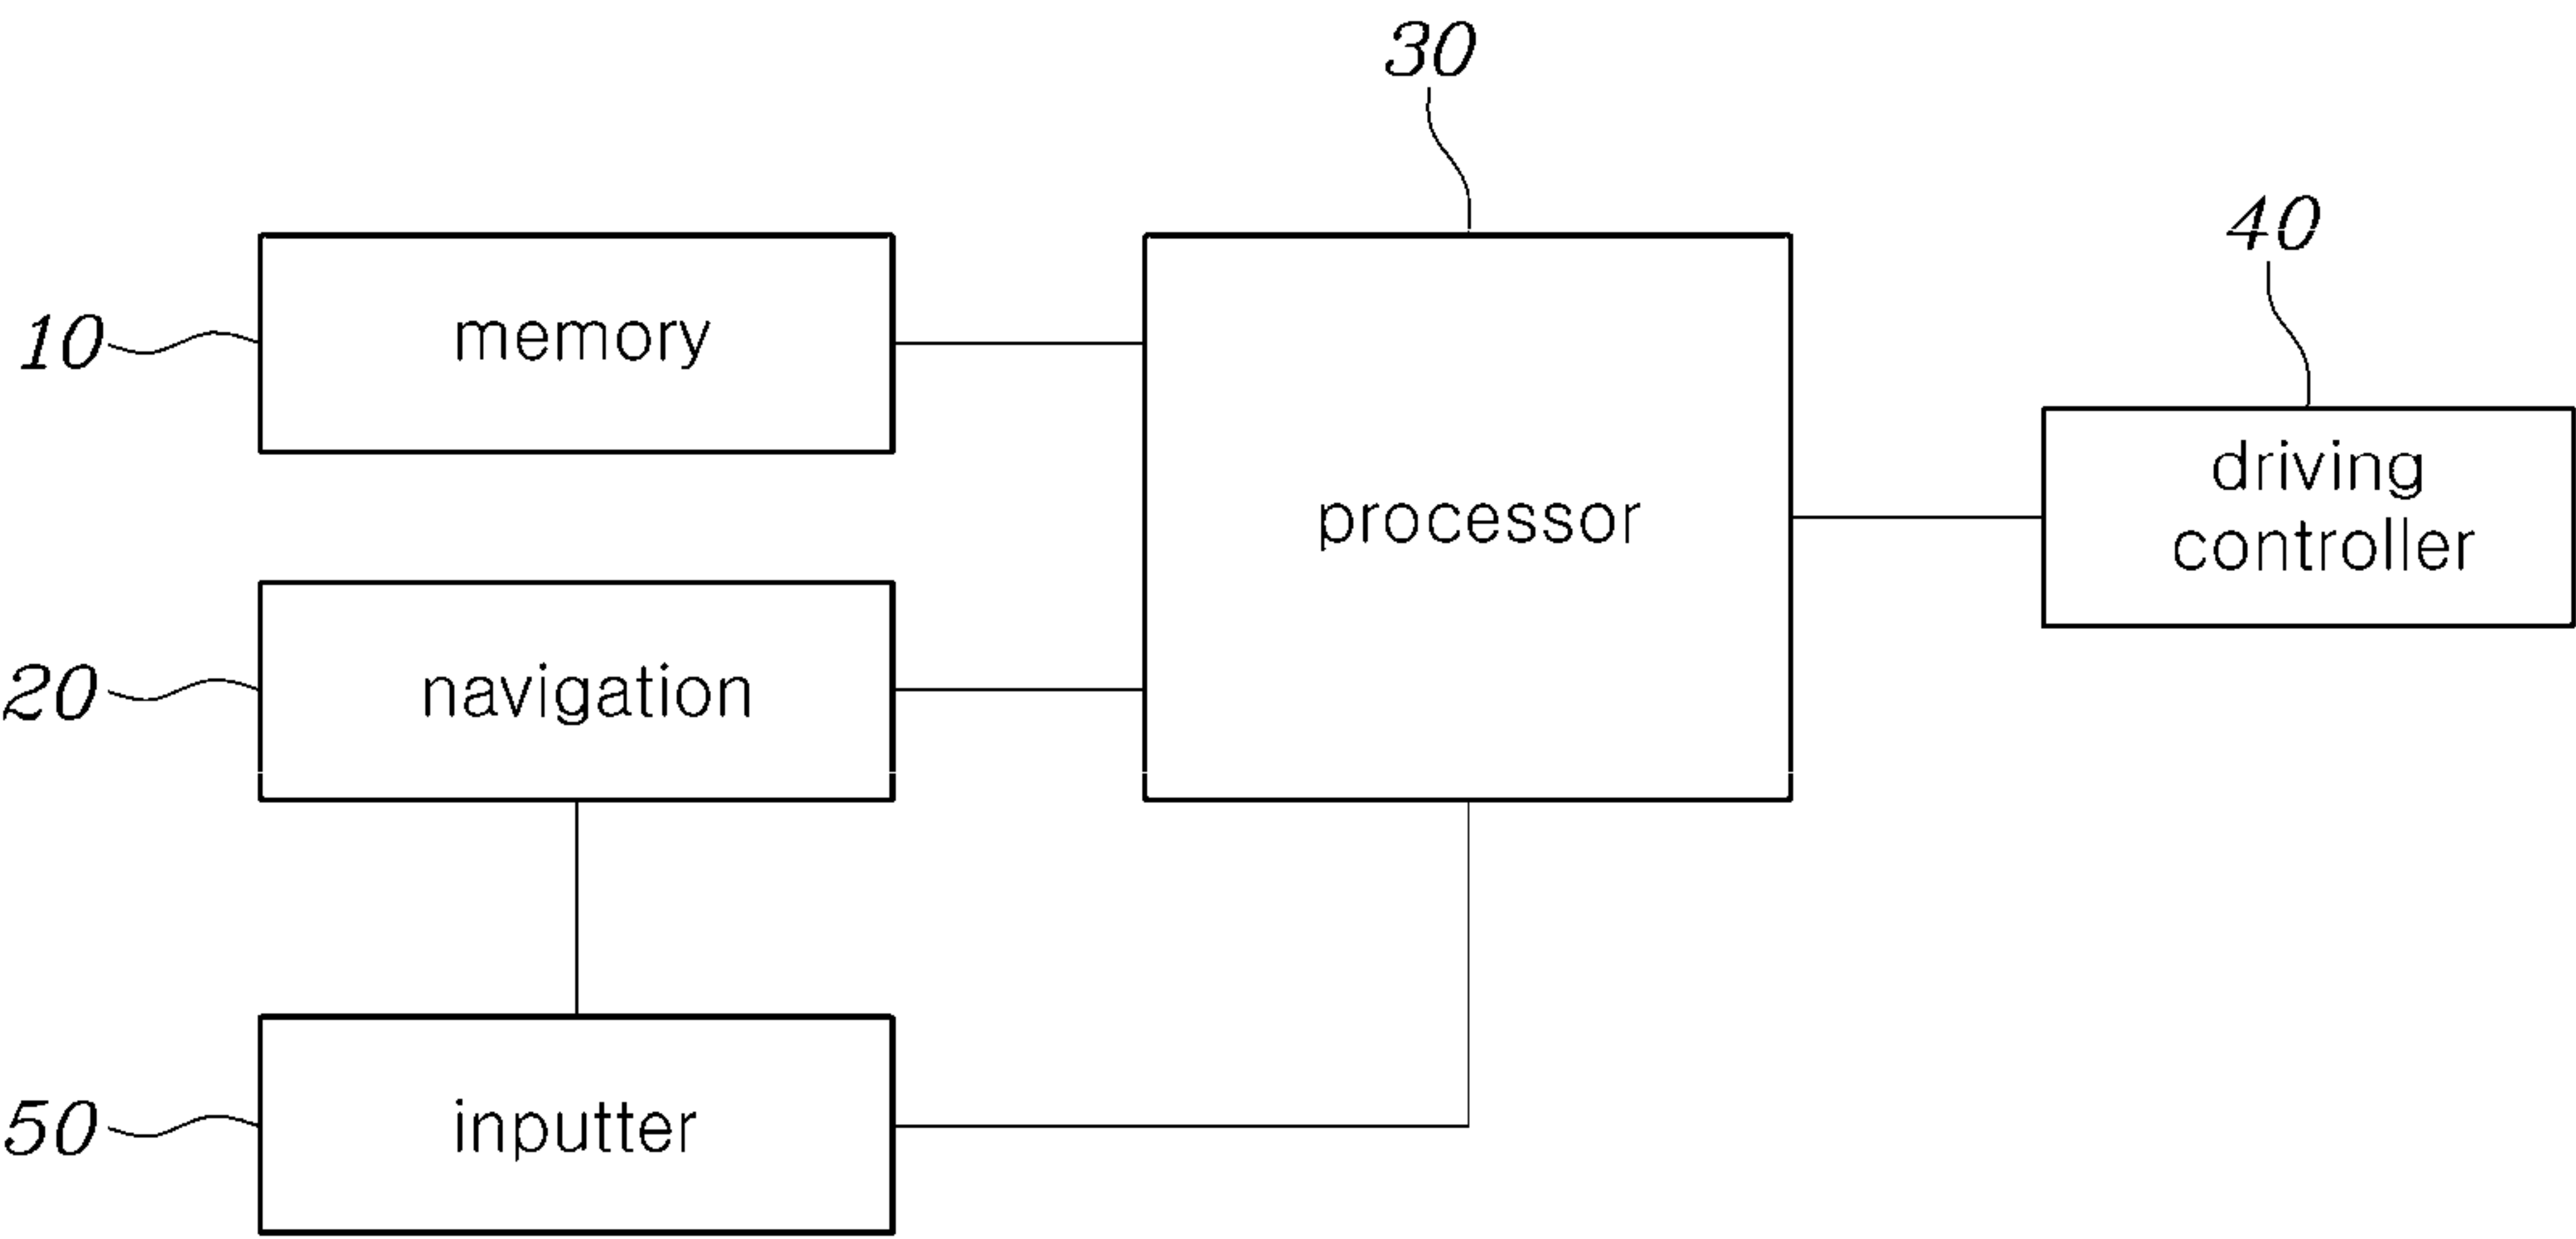 30
40
10
memory
processor
driving
controller
20
navigation
50
inputter